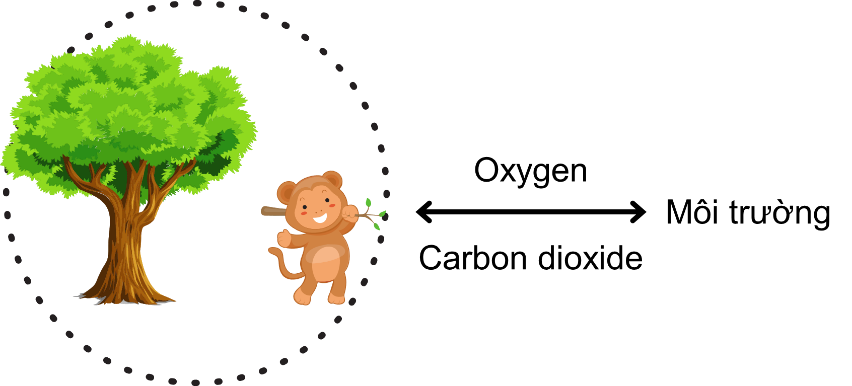 Oxygen
Môi trường
Carbon dioxide